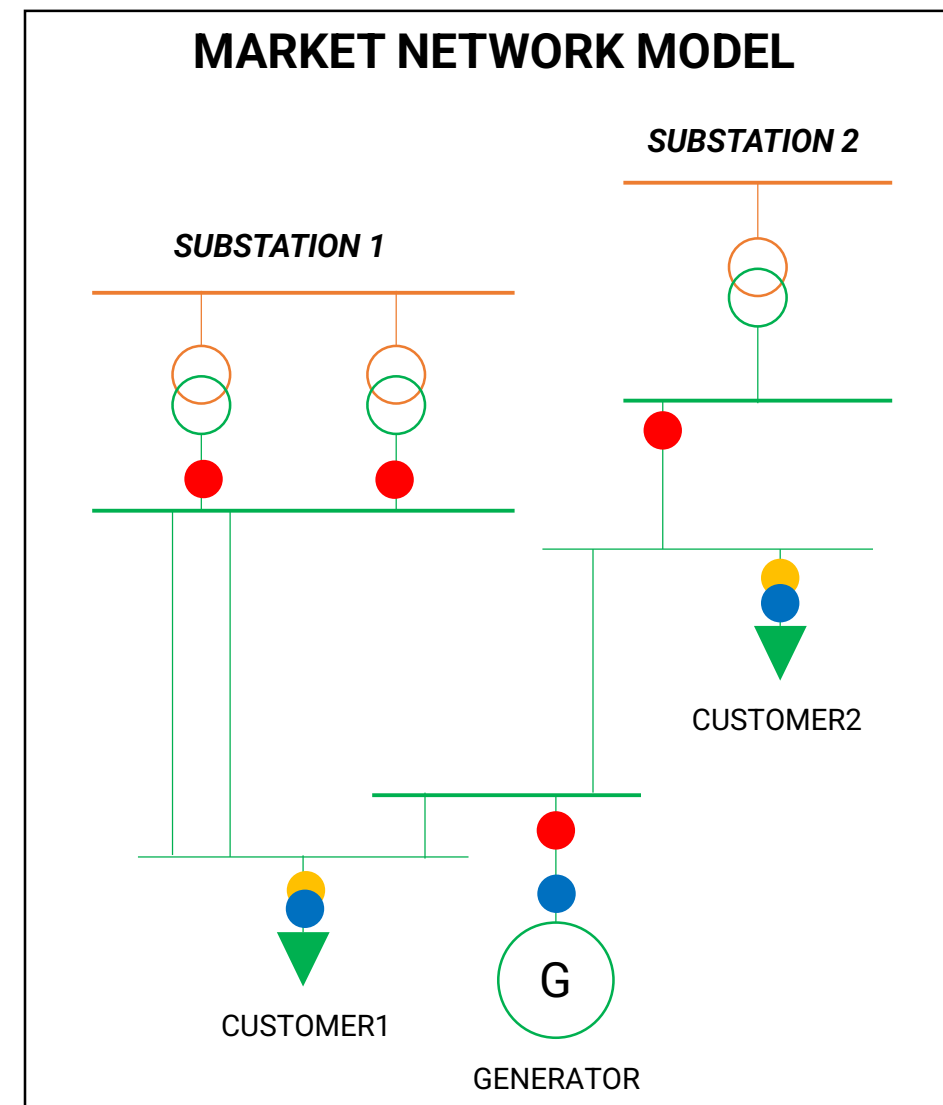 MARKET NETWORK MODEL
SUBSTATION 2
SUBSTATION 1
CUSTOMER2
G
CUSTOMER1
GENERATOR